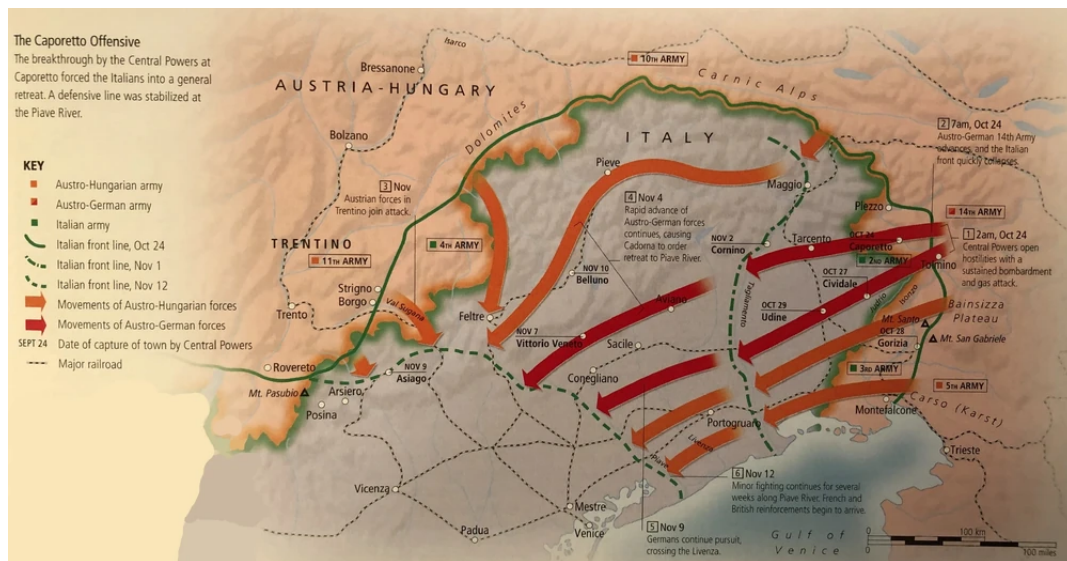 The Caporetto Offensive
The breakthrough by the Central Powers at
Caporetto forced the Italians into a general
retreat. A defensive line was stabilized at
the Piave River.
KEY
Austro-Hungarian army
Austro-German army
Italian army
Italian front line, Oct 24
Italian front line, Nov 1
Italian front line, Nov 12
Movements of Austro-Hungarian forces
Movements of Austro-German forces
SEPT 24 Date of capture of town by Central Powers
Major railroad
Isarco
Bressanone
AUSTRIA-HUNGARY
Bolzano
Dolomites
10TH ARMY
Carnic Alps
ITALY
2 7am, Oct 24
Austro-German 14th Army
advances, and the Italian
front quickly collapses.
Pieve
Maggio
3 Nov
Austrian forces in
Trentino join attack.
4 Nov 4
Rapid advance of
Austro-German forces
continues, causing
Cadorna to order
retreat to Piave River.
Plezzo
14TH ARMY
1 2am, Oct 24
Central Powers open
hostilities with a
sustained bombardment
and gas attack.
TRENTINO
11TH ARMY
4TH ARMY
NOV 2
Cornino
Tarcento
OCT 24
Caporetto
2ND ARMY
Tolmino
NOV 10
Belluno
OCT 27
Cividale
Strigno
Borgo
Val Sugana
Trento
Feltre
Aviano
Tagliamento
OCT 29
Udine
Judrio
Isonzo
Bainsizza
Plateau
Mt. Santo
Mt. San Gabriele
OCT 28
Gorizia
NOV 7
Vittorio Veneto
Sacile
Rovereto
NOV 9
Asiago
Conegliano
3RD ARMY
5TH ARMY
Mt. Pasubio
Arsiero
Posina
Montefalcone
Carso (Karst)
Portogruaro
Livenza
Piave
Trieste
6 Nov 12
Minor fighting continues for several
weeks along Piave River. French and
British reinforcements begin to arrive.
Vicenza
Mestre
Venice
Padua
5 Nov 9
Germans continue pursuit,
crossing the Livenza.
Gulf of
Venice
0 100 km
0 100 miles